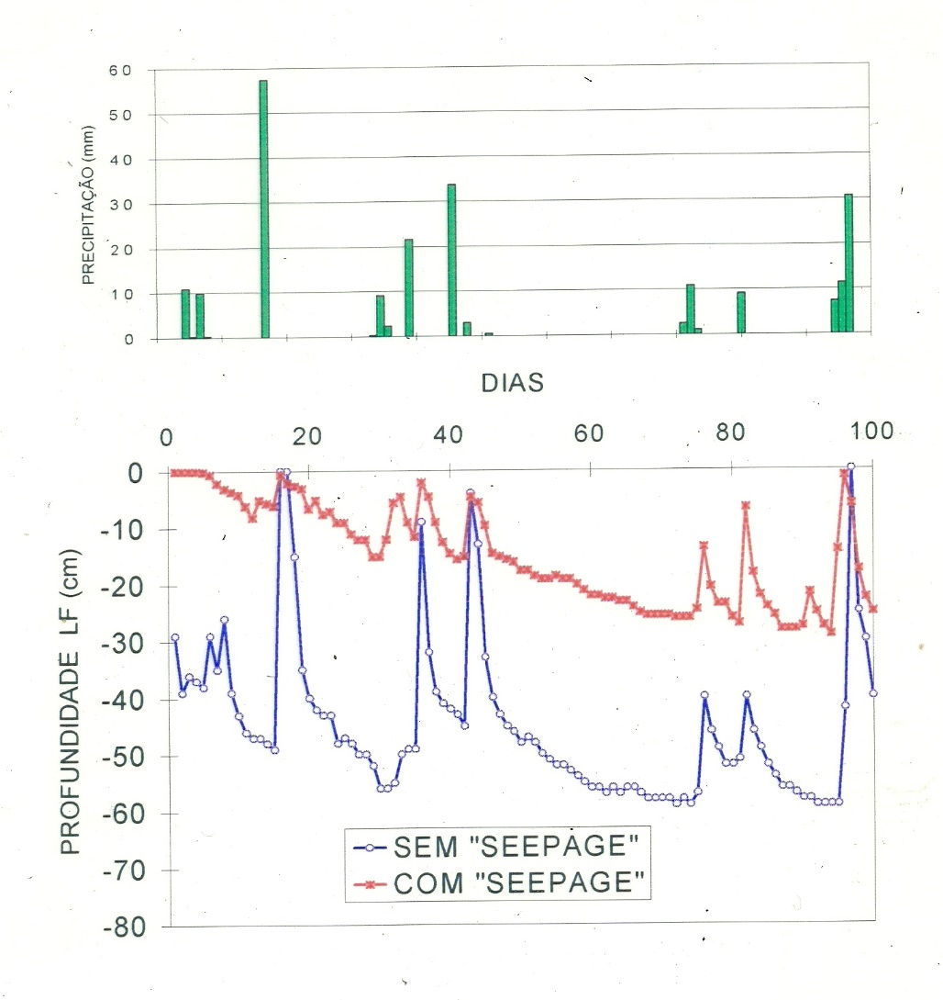 60
50
40
30
20
10
0
PRECIPITAÇÃO (mm)
DIAS
0 20 40 60 80 100
0
-10
-20
-30
-40
-50
-60
-70
-80
PROFUNDIDADE LF (cm)
SEM "SEEPAGE"
COM "SEEPAGE"